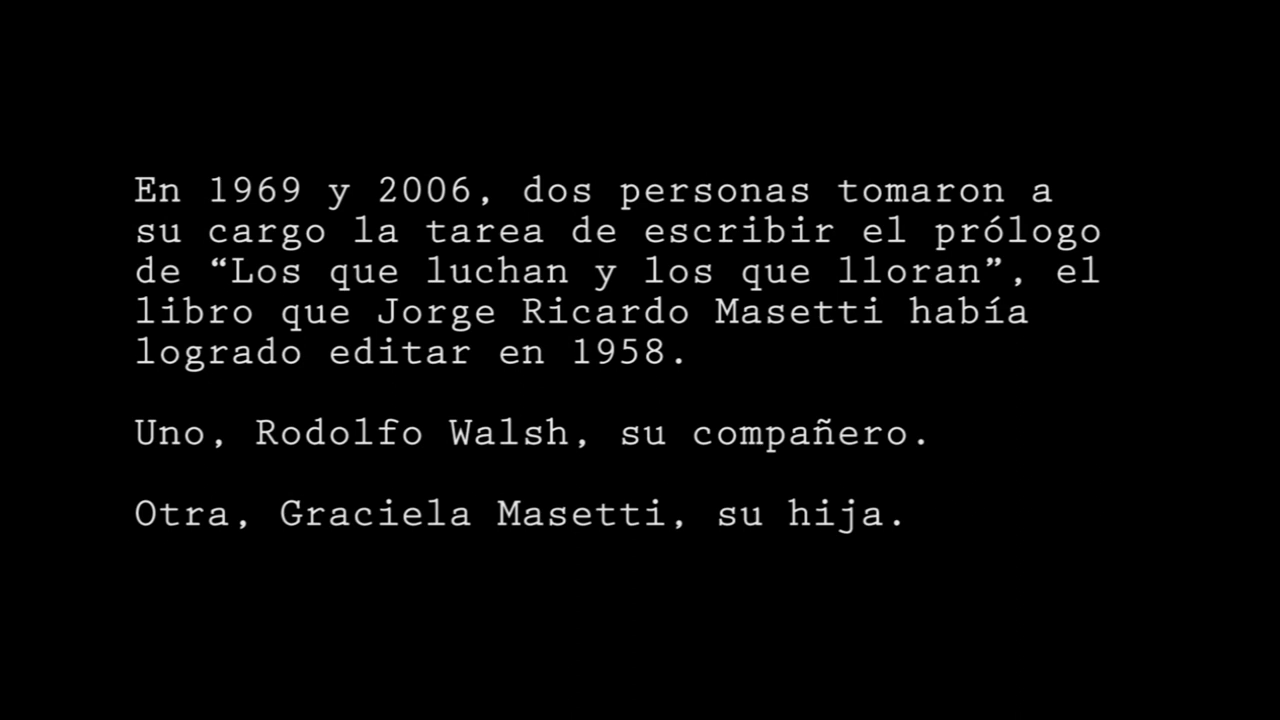 En 1969 y 2006, dos personas tomaron a
su cargo la tarea de escribir el prólogo
de “Los que luchan y los que lloran”, el
libro que Jorge Ricardo Masetti había
logrado editar en 1958.
Uno, Rodolfo Walsh, su compañero.
Otra, Graciela Masetti, su hija.